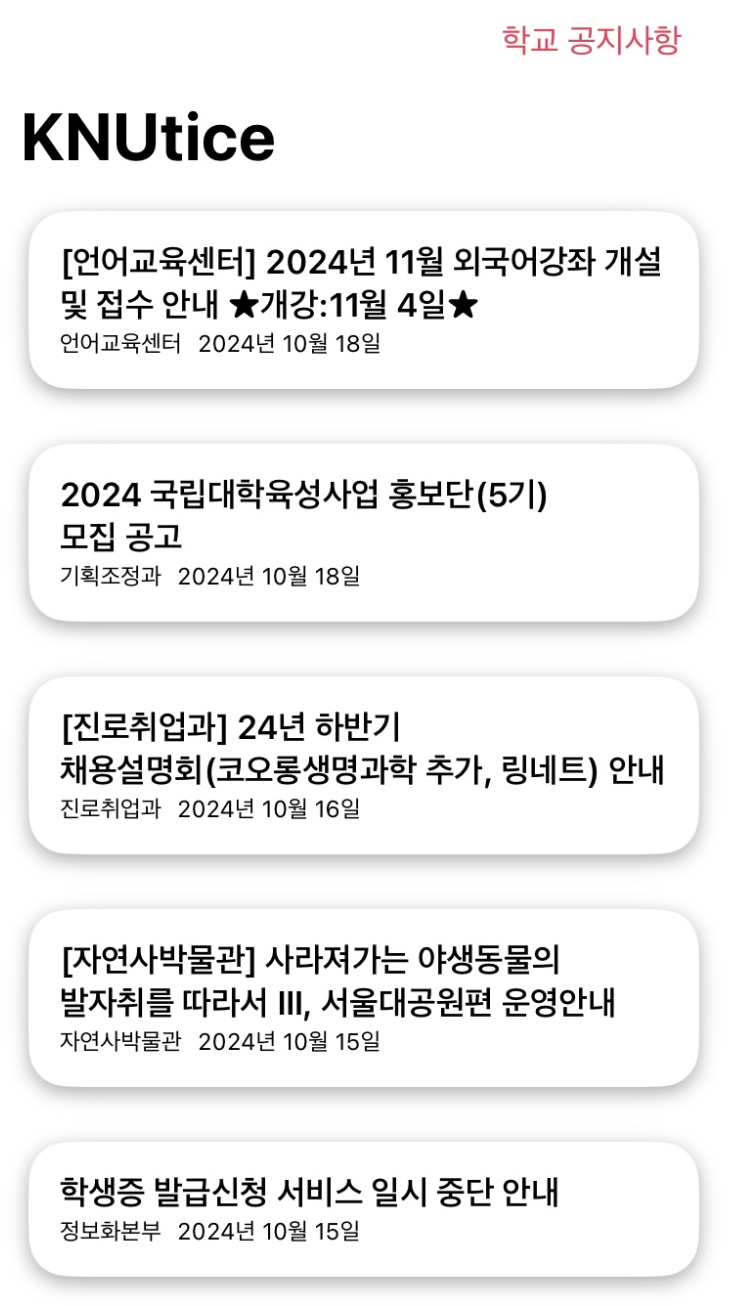 학교 공지사항
KNUtice
[언어교육센터] 2024년 11월 외국어강좌 개설
및 접수 안내 ★개강:11월 4일★
언어교육센터 2024년 10월 18일
2024 국립대학육성사업 홍보단(5기)
모집 공고
기획조정과 2024년 10월 18일
[진로취업과] 24년 하반기
채용설명회(코오롱생명과학 추가, 링네트) 안내
진로취업과 2024년 10월 16일
[자연사박물관] 사라져가는 야생동물의
발자취를 따라서 III, 서울대공원편 운영안내
자연사박물관 2024년 10월 15일
학생증 발급신청 서비스 일시 중단 안내
정보화본부 2024년 10월 15일